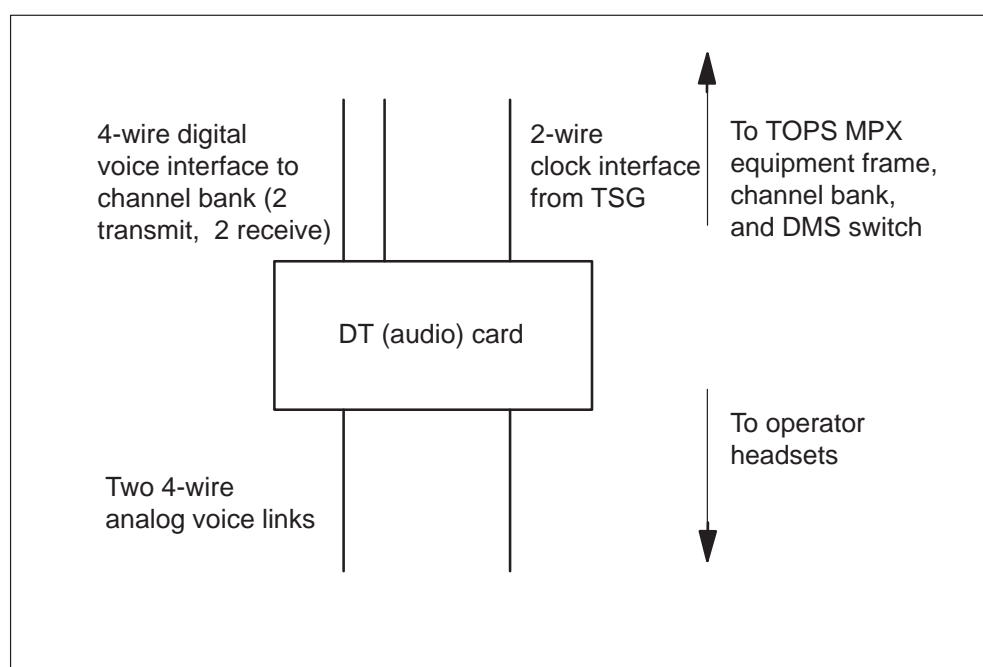 4-wire digital
voice interface to
channel bank (2
transmit, 2 receive)
2-wire
clock interface
from TSG
To TOPS MPX
equipment frame,
channel bank,
and DMS switch
DT (audio) card
To operator
headsets
Two 4-wire
analog voice links